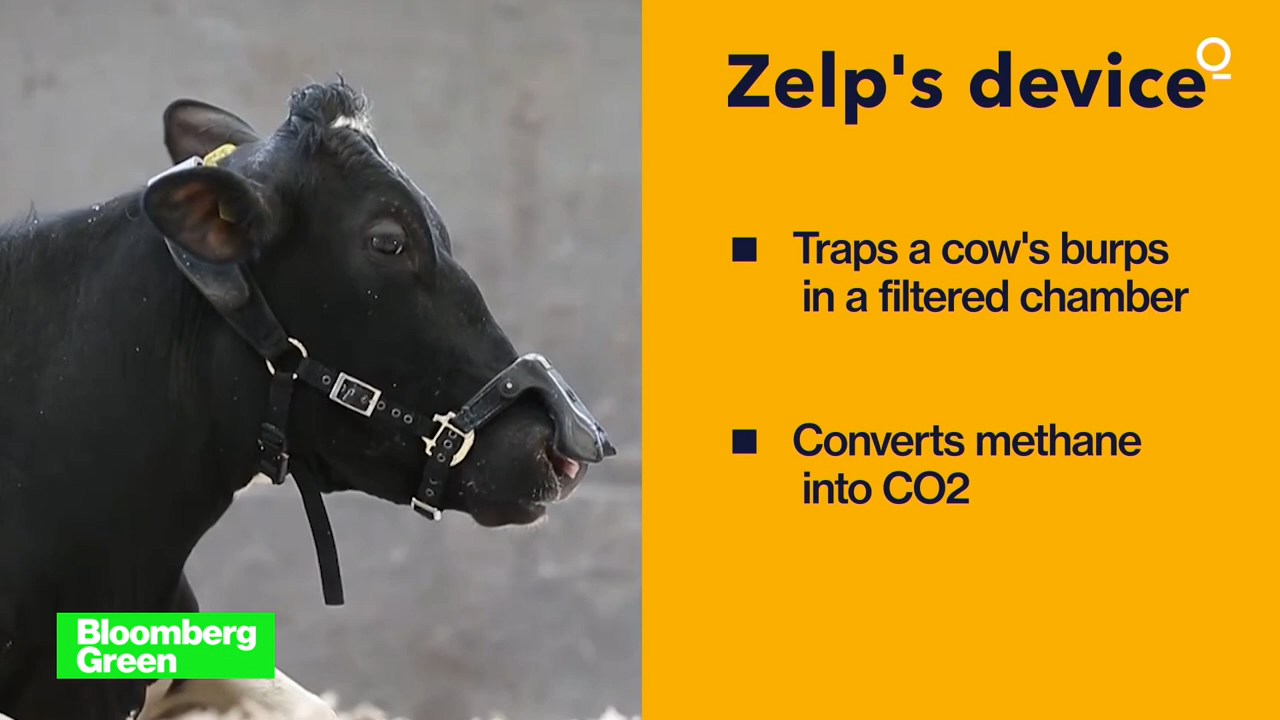 Zelp's device
■ Traps a cow's burps
in a filtered chamber
■ Converts methane
into CO2
Bloomberg
Green